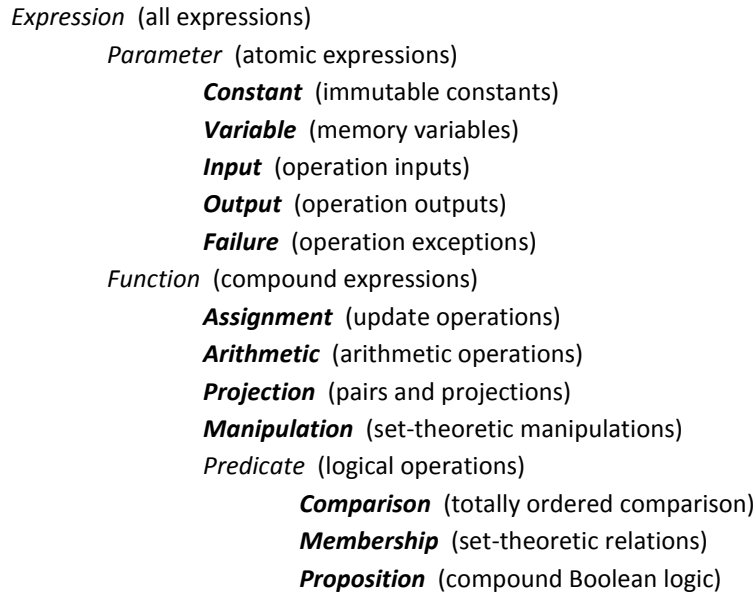 Expression (all expressions)
Parameter (atomic expressions)
Constant (immutable constants)
Variable (memory variables)
Input (operation inputs)
Output (operation outputs)
Failure (operation exceptions)
Function (compound expressions)
Assignment (update operations)
Arithmetic (arithmetic operations)
Projection (pairs and projections)
Manipulation (set-theoretic manipulations)
Predicate (logical operations)
Comparison (totally ordered comparison)
Membership (set-theoretic relations)
Proposition (compound Boolean logic)